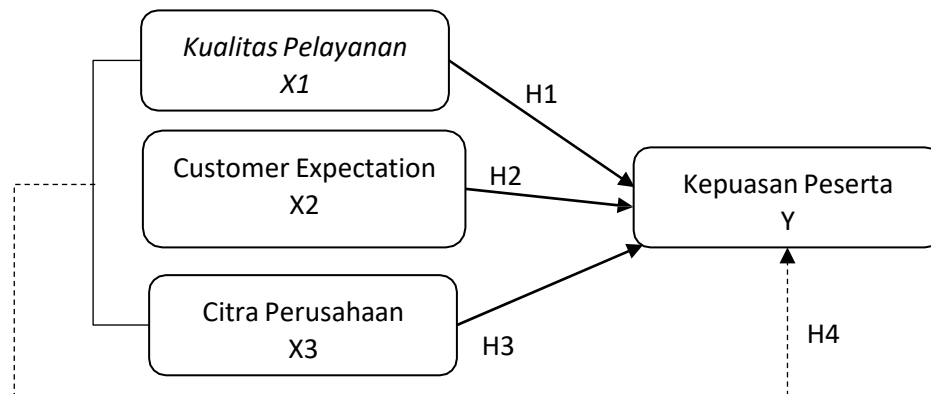 Kualitas Pelayanan
X1
H1
Customer Expectation
X2
H2
Kepuasan Peserta
Y
Citra Perusahaan
X3
H3
H4